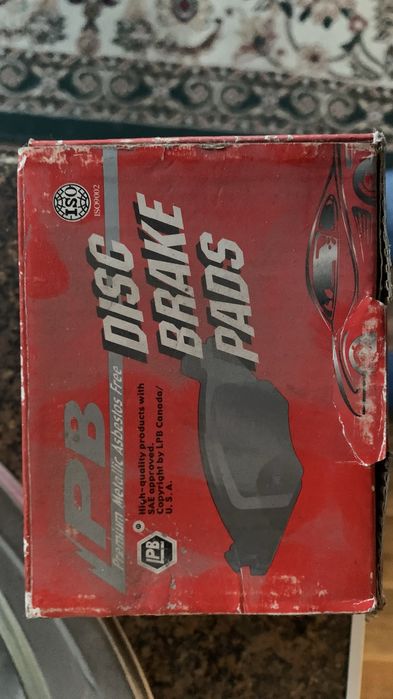 LPB
ISO
Premium Metallic Asbestos Free
ISO9002
DISC
BRAKE
PADS
LPB
®
High-quality products with
SAE approved.
Copyright by LPB Canada/
U.S.A.